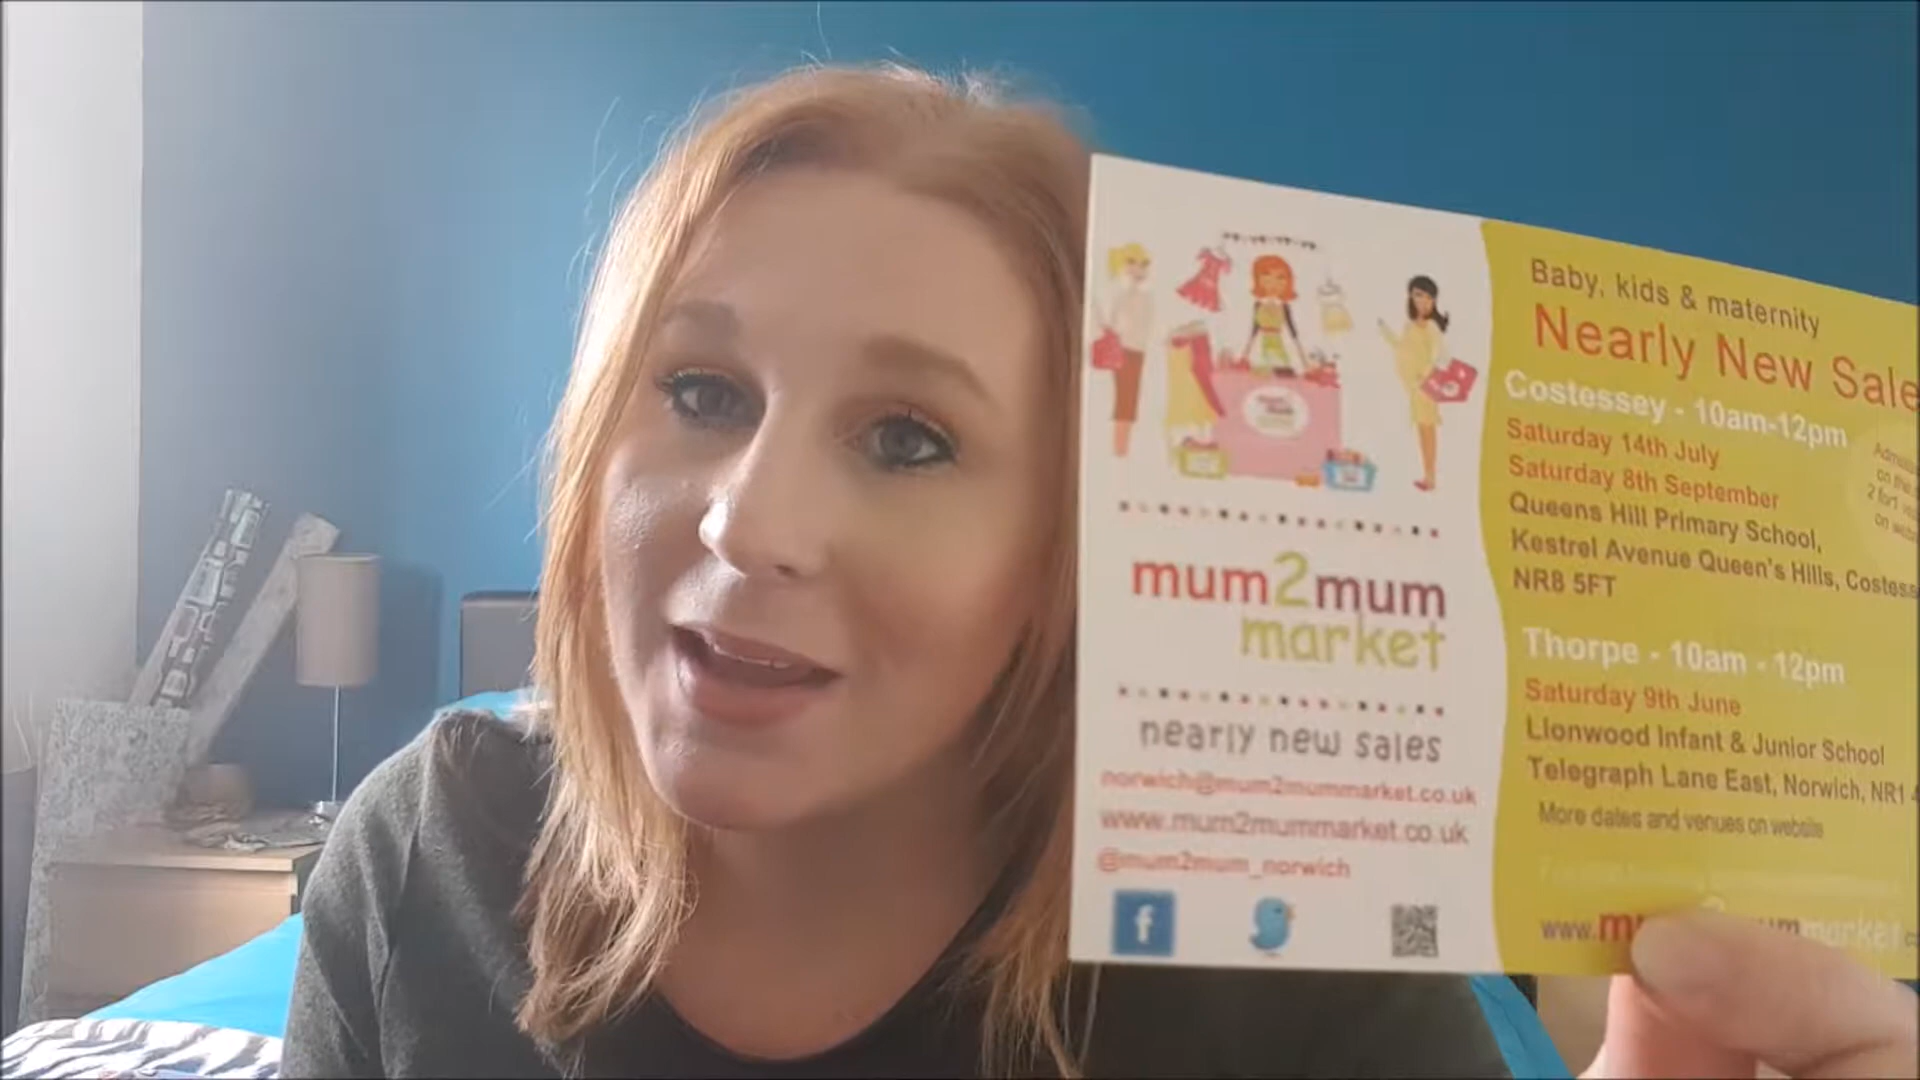 mum2mum
market
nearly new sales
norwich@mum2mummarket.co.uk
www.mum2mummarket.co.uk
@mum2mum_norwich
Baby, kids & maternity
Nearly New Sale
Costessey - 10am-12pm
Saturday 14th July
Saturday 8th September
Queens Hill Primary School,
Kestrel Avenue Queen's Hills,
NR8 5FT
Thorpe - 10am - 12pm
Saturday 9th June
Lionwood Infant & Junior School
Telegraph Lane East, Norwich, NR1
More dates and venues on website
www.
market